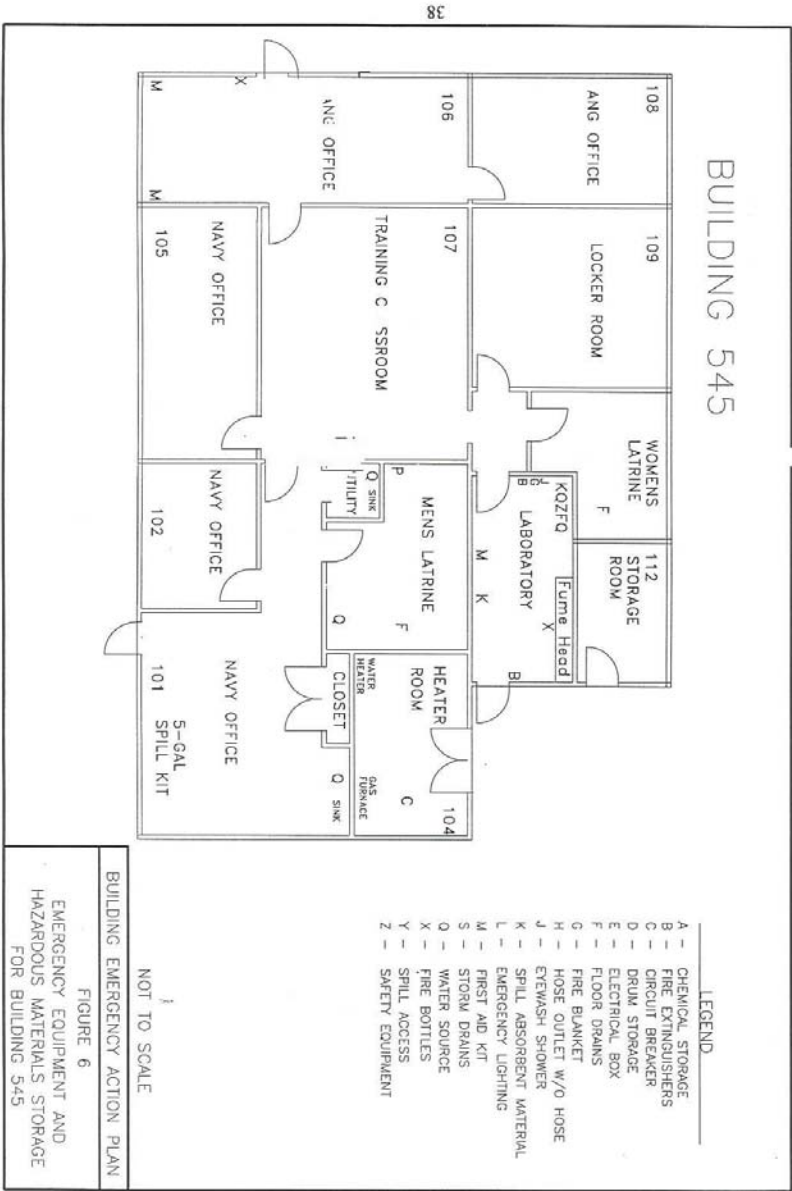 38
BUILDING 545
108
ANG OFFICE
109
LOCKER ROOM
WOMENS
LATRINE
F
112
STORAGE
ROOM
106
ANG OFFICE
X
M
M
107
TRAINING C SSROOM
J
G
B
KQZFQ
LABORATORY
Fume Head
X
M K
B
105
NAVY OFFICE
102
NAVY OFFICE
Q SINK
UTILITY
P
MENS LATRINE
F
Q
HEATER
ROOM
104
WATER
HEATER
GAS
FURNACE
C
CLOSET
Q SINK
NAVY OFFICE
101
5-GAL
SPILL KIT
LEGEND
A - CHEMICAL STORAGE
B - FIRE EXTINGUISHERS
C - CIRCUIT BREAKER
D - DRUM STORAGE
E - ELECTRICAL BOX
F - FLOOR DRAINS
G - FIRE BLANKET
H - HOSE OUTLET W/O HOSE
J - EYEWASH SHOWER
K - SPILL ABSORBENT MATERIAL
L - EMERGENCY LIGHTING
M - FIRST AID KIT
S - STORM DRAINS
Q - WATER SOURCE
X - FIRE BOTTLES
Y - SPILL ACCESS
Z - SAFETY EQUIPMENT
NOT TO SCALE
BUILDING EMERGENCY ACTION PLAN
FIGURE 6
EMERGENCY EQUIPMENT AND
HAZARDOUS MATERIALS STORAGE
FOR BUILDING 545